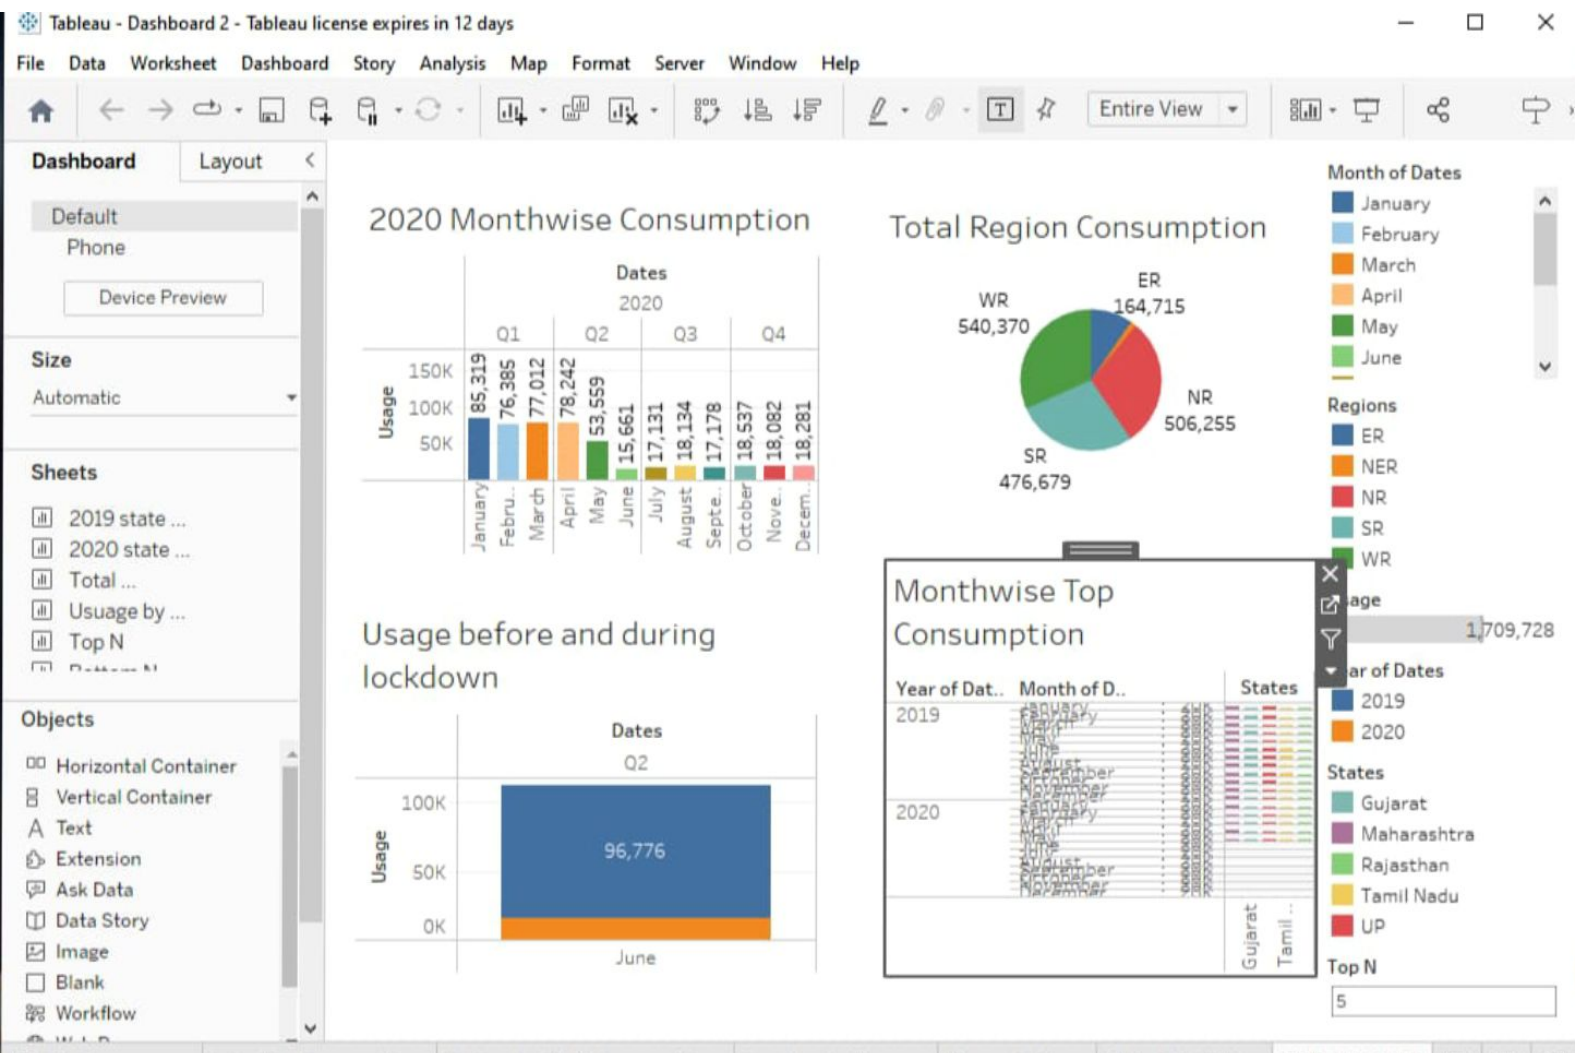 Tableau - Dashboard 2 - Tableau license expires in 12 days
File Data Worksheet Dashboard Story Analysis Map Format Server Window Help
Entire View
Dashboard Layout
Default
Phone
Device Preview
Size
Automatic
Sheets
2019 state ...
2020 state ...
Total ...
Usuage by ...
Top N
Objects
Horizontal Container
Vertical Container
Text
Extension
Ask Data
Data Story
Image
Blank
Workflow
2020 Monthwise Consumption
Dates
2020
Q1 Q2 Q3 Q4
Usage
150K
100K
50K
85,319 76,385 77,012 78,242 53,559 15,661 17,131 18,134 17,178 18,537 18,082 18,281
January Febru.. March April May June July August Septe.. October Nove.. Decem..
Total Region Consumption
ER
164,715
WR
540,370
NR
506,255
SR
476,679
Usage before and during
lockdown
Dates
Q2
Usage
100K
50K
0K
96,776
June
Monthwise Top
Consumption
Year of Dat.. Month of D.. States
2019
2020
Gujarat Tamil ..
Month of Dates
January
February
March
April
May
June
Regions
ER
NER
NR
SR
WR
age
1,709,728
ar of Dates
2019
2020
States
Gujarat
Maharashtra
Rajasthan
Tamil Nadu
UP
Top N
5